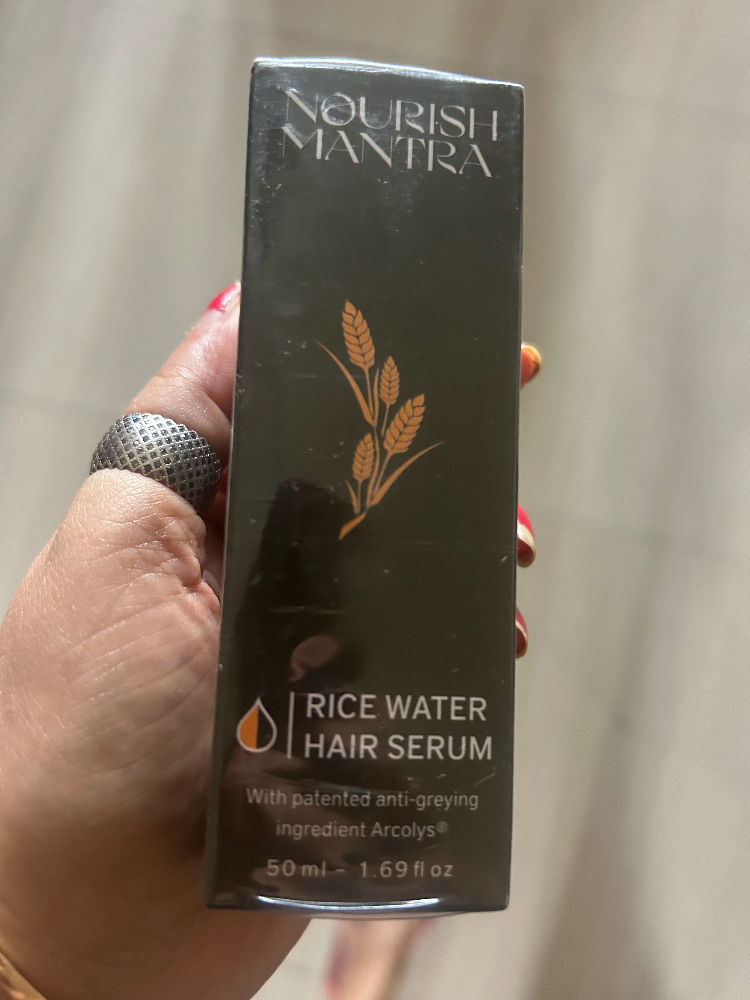 NOURISH
MANTRA
RICE WATER
HAIR SERUM
With patented anti-greying
ingredient Arcolys®
50 ml - 1.69 fl oz